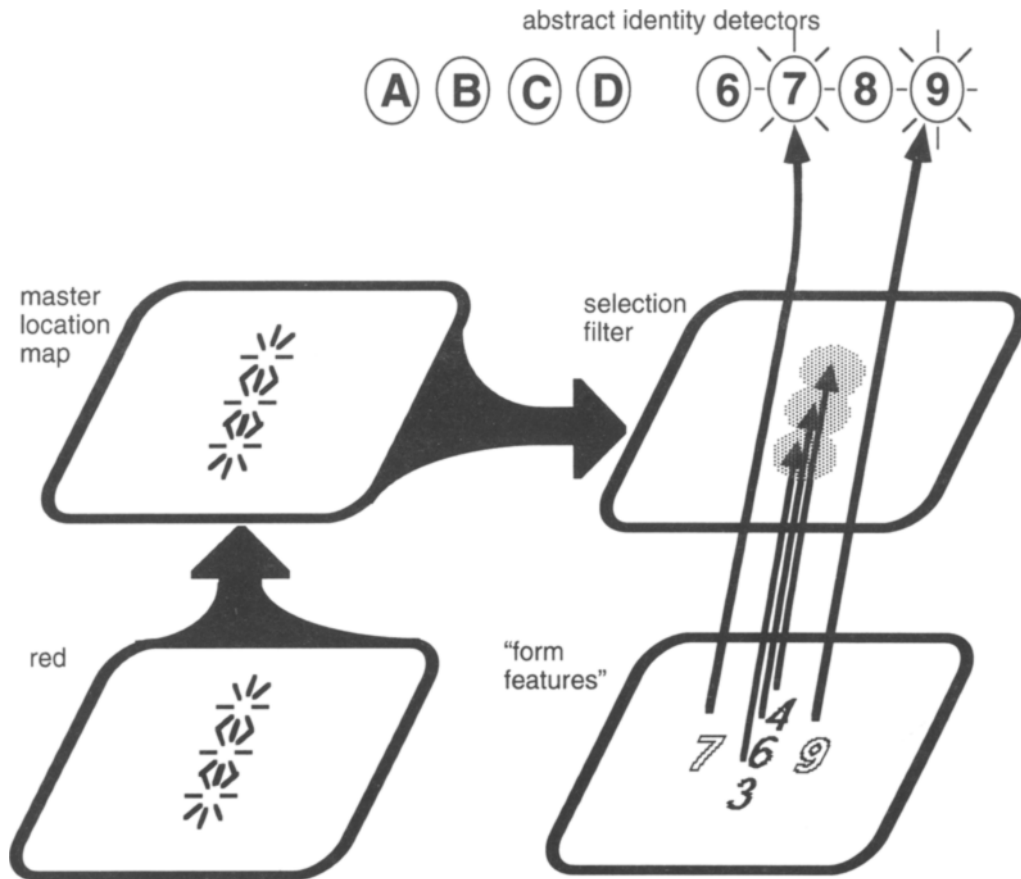 abstract identity detectors
A B C D 6 7 8 9
master
location
map
selection
filter
red
"form
features"
4
7 6 9
3